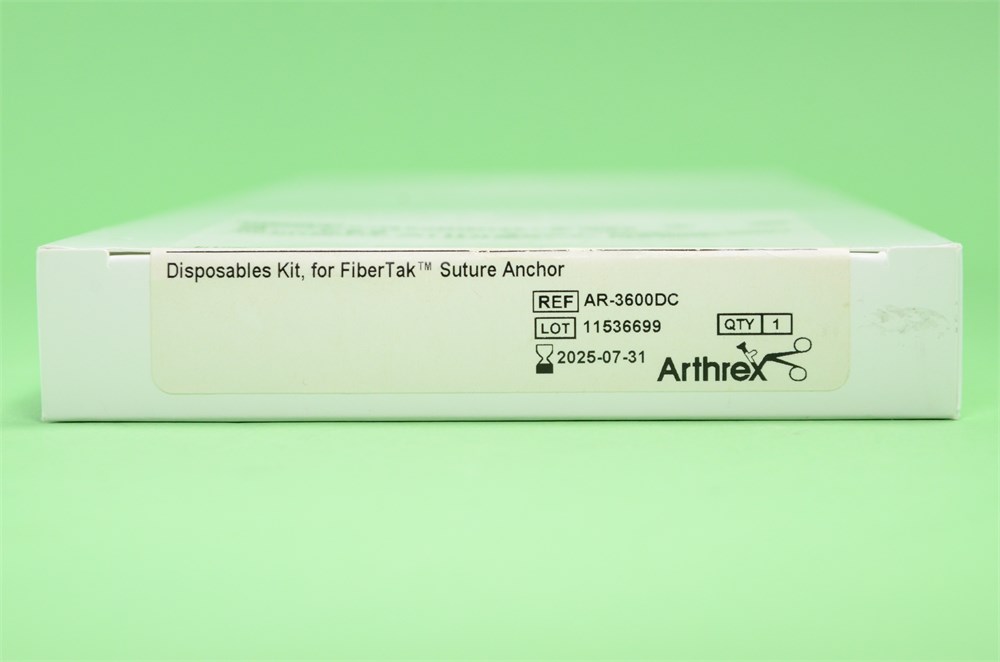 Disposables Kit, for FiberTak™ Suture Anchor
REF AR-3600DC
LOT 11536699
QTY 1
2025-07-31
Arthrex